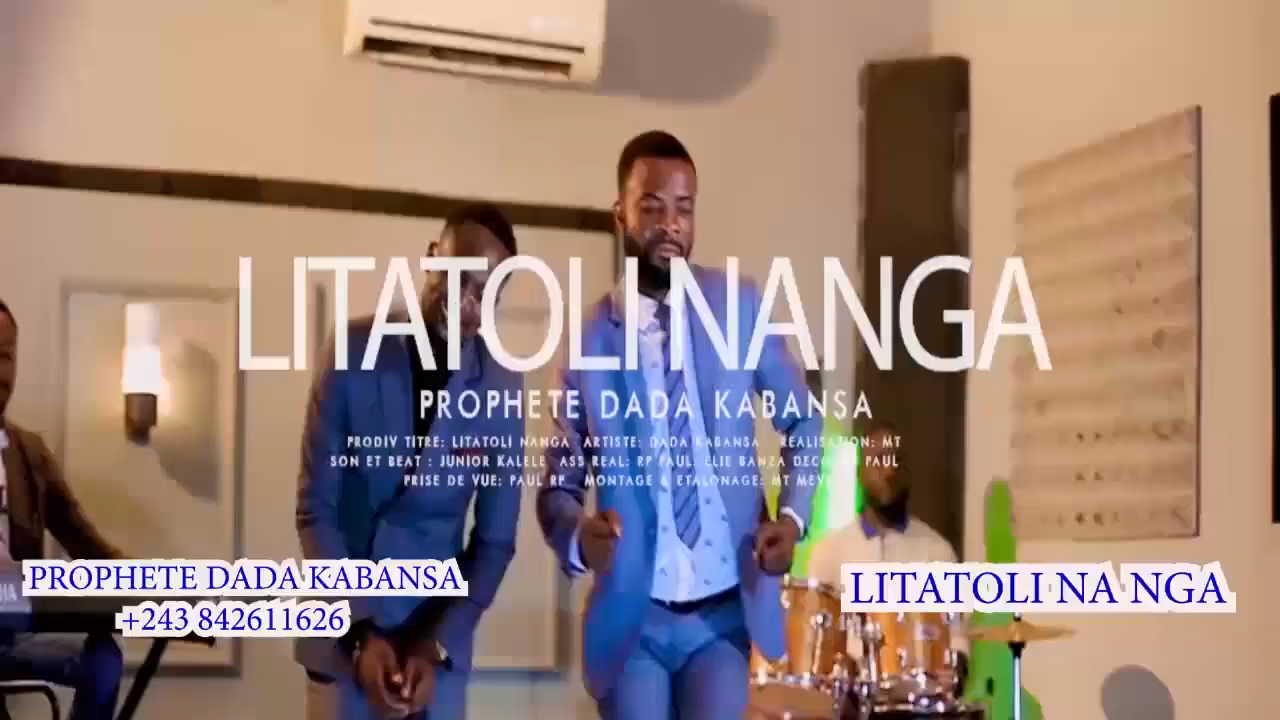 LITATOLI NANGA
PROPHETE DADA KABANSA
PRODIV TITRE: LITATOLI NANGA ARTISTE: DADA KABANSA REALISATION: MT
SON ET BEAT : JUNIOR KALELE ASS REAL: RP PAUL: ELIE BANZA PAUL
PRISE DE VUE: PAUL RP MONTAGE & ETALONAGE: MT
PROPHETE DADA KABANSA
+243 842611626
LITATOLI NA NGA